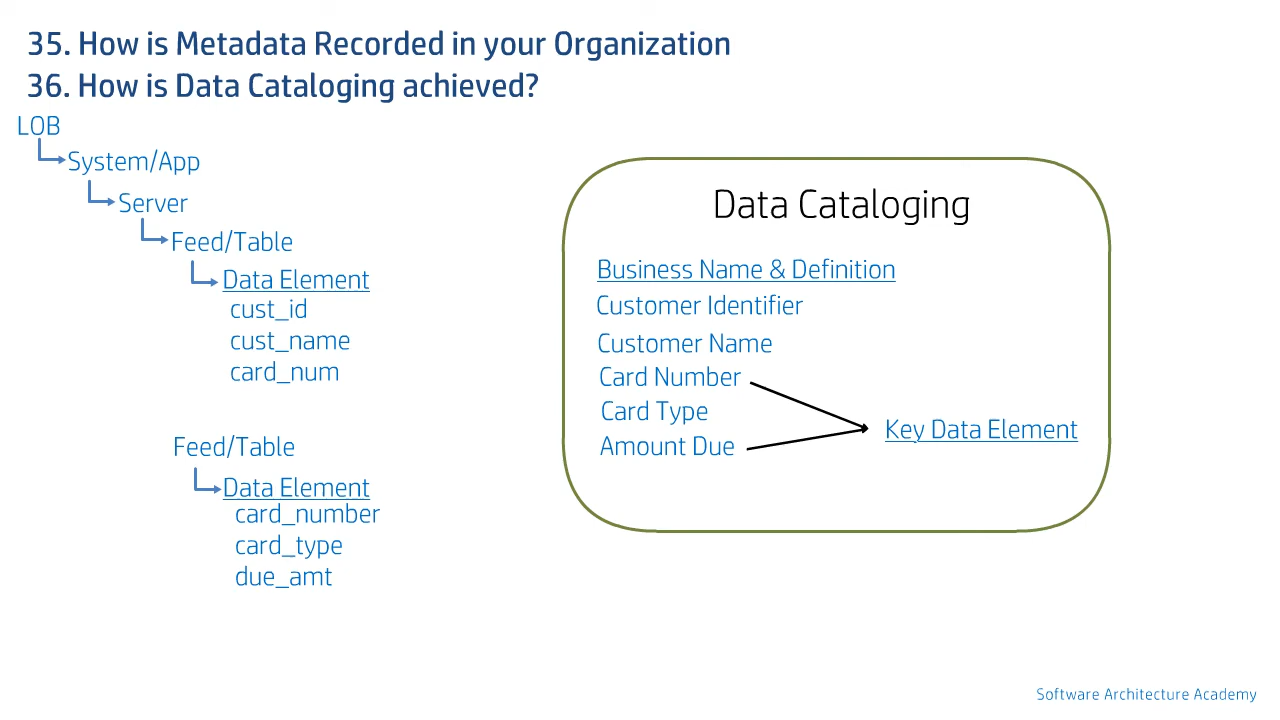 35. How is Metadata Recorded in your Organization
36. How is Data Cataloging achieved?
LOB
System/App
Server
Feed/Table
Data Element
cust_id
cust_name
card_num
Feed/Table
Data Element
card_number
card_type
due_amt
Data Cataloging
Business Name & Definition
Customer Identifier
Customer Name
Card Number
Card Type
Amount Due
Key Data Element
Software Architecture Academy